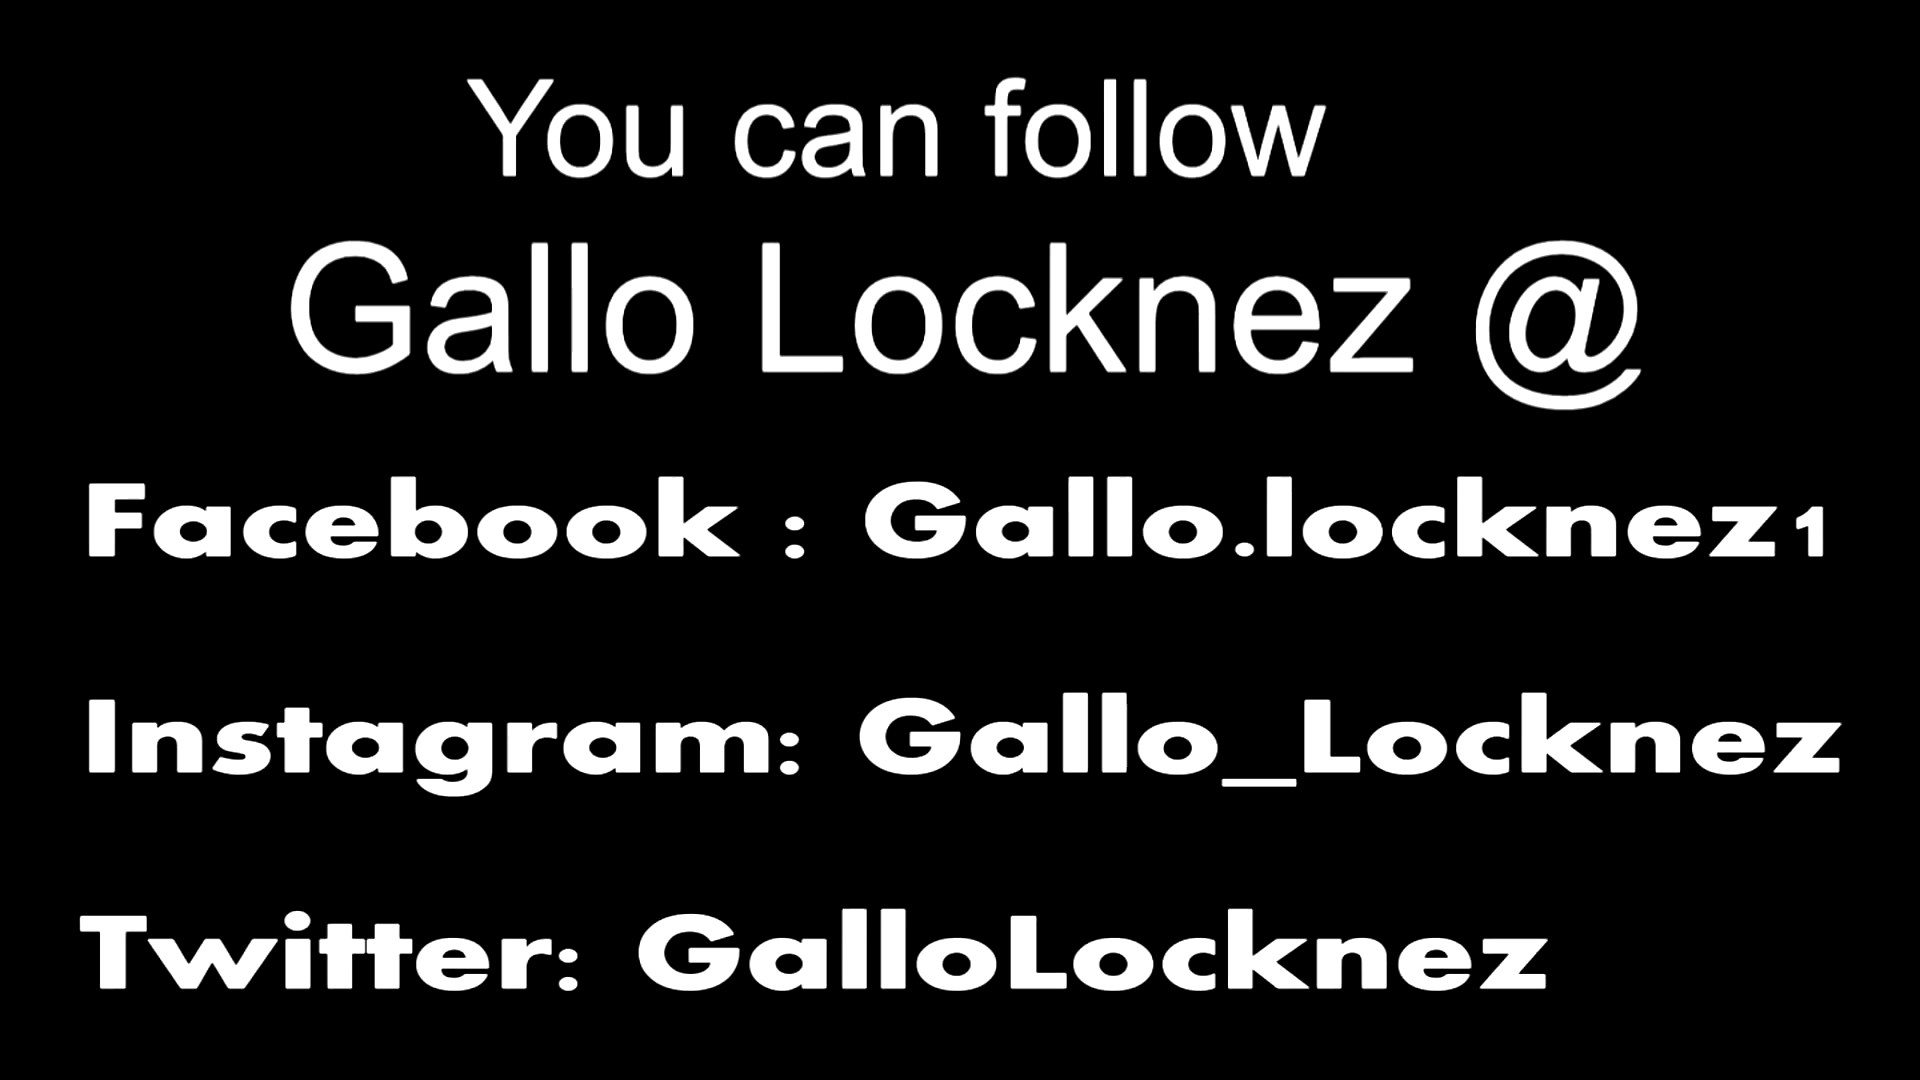 You can follow
Gallo Locknez @
Facebook : Gallo.locknez1
Instagram: Gallo_Locknez
Twitter: GalloLocknez